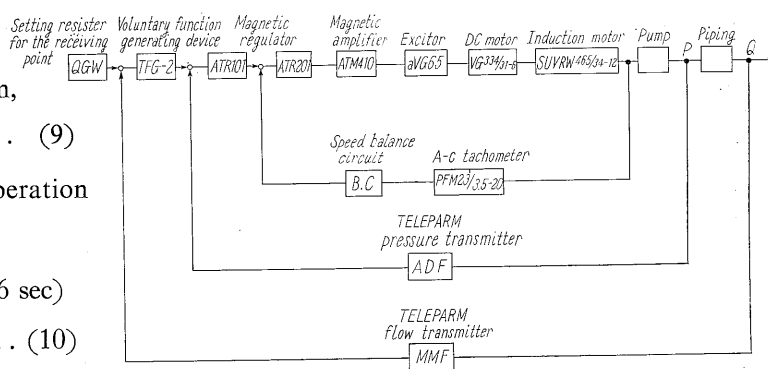 Setting resister for the receiving point
Voluntary function generating device
Magnetic regulator
Magnetic amplifier
Excitor
DC motor
Induction motor
Pump
P
Piping
Q
QGW
TFG-2
ATR101
ATR201
ATM410
aVG65
VG334/31-6
SUVRW465/34-12
n,
. (9)
peration
6 sec)
. . (10)
Speed balance circuit
A-c tachometer
B.C
PFM23/3.5-20
TELEPARM
pressure transmitter
ADF
TELEPARM
flow transmitter
MMF